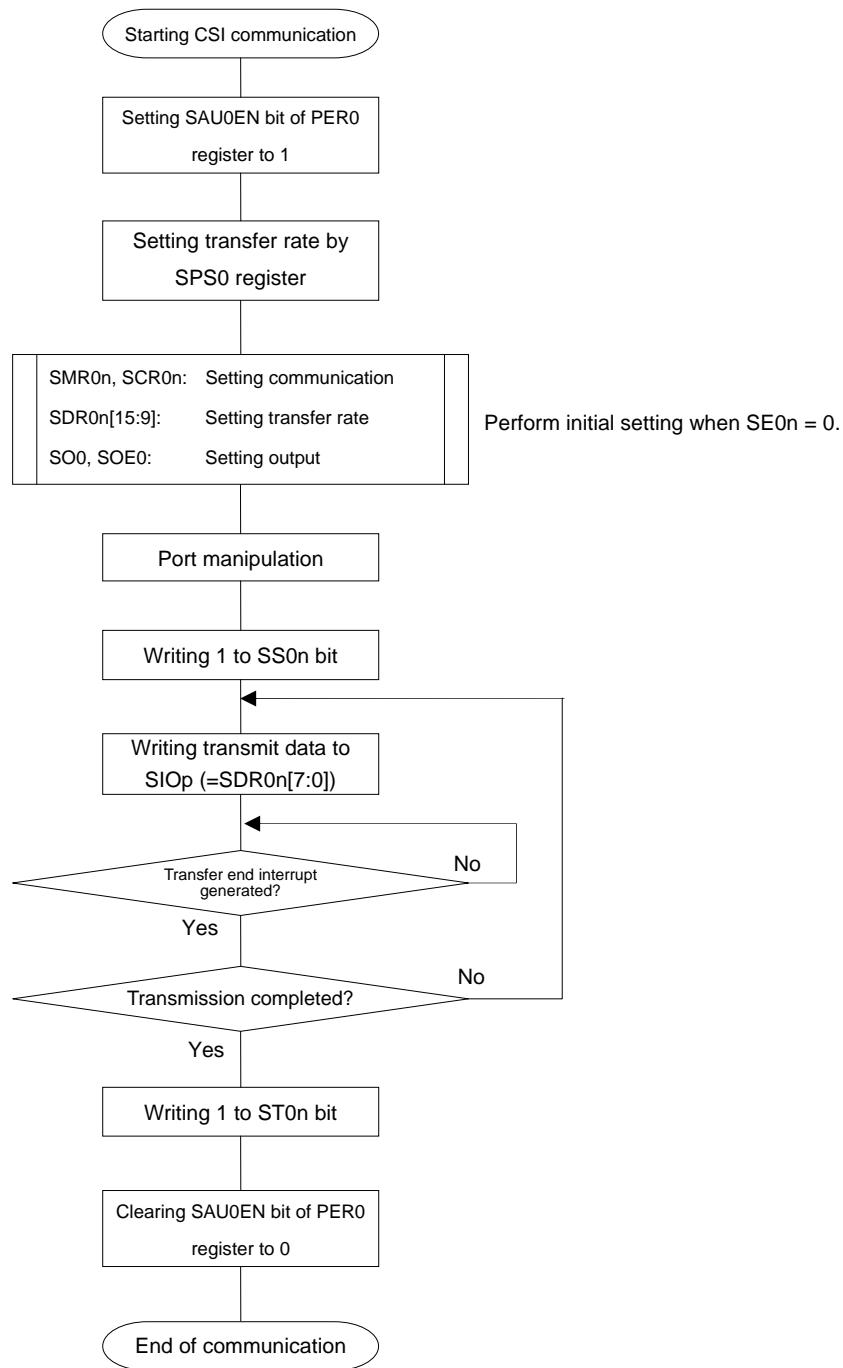 Starting CSI communication
Setting SAU0EN bit of PER0
register to 1
Setting transfer rate by
SPS0 register
SMR0n, SCR0n: Setting communication
SDR0n[15:9]: Setting transfer rate
SO0, SOE0: Setting output
Perform initial setting when SE0n = 0.
Port manipulation
Writing 1 to SS0n bit
Writing transmit data to
SIOp (=SDR0n[7:0])
Transfer end interrupt
generated?
No
Yes
Transmission completed?
No
Yes
Writing 1 to ST0n bit
Clearing SAU0EN bit of PER0
register to 0
End of communication